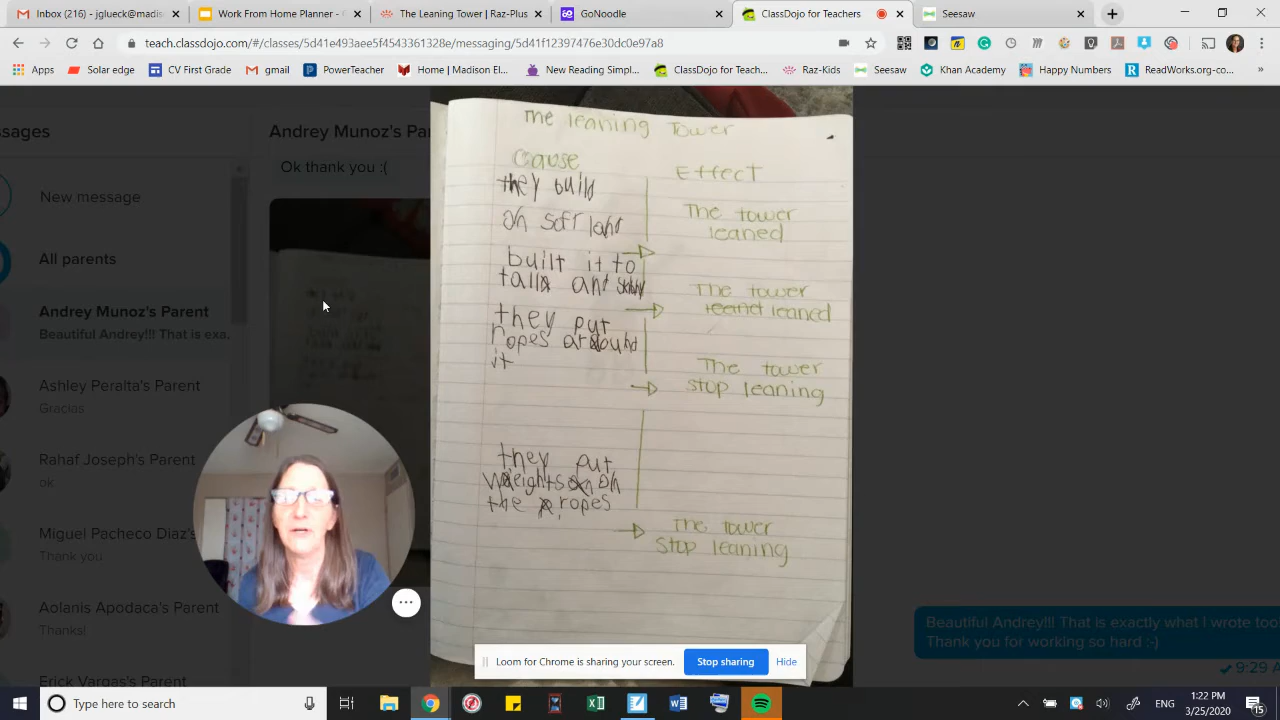 Inbox (216) - jglueck@madis
Work From Home Planner -
The Leaning Tower| Raz-Plus
GoNoodle
ClassDojo for Teachers
Seesaw
teach.classdojo.com/#/classes/5d41e493aee5f4543361328e/messaging/5d41f12397476e30dc0e97a8
Apps
Solar edge
CV First Grade
gmail
PowerTeacher
Home | Madison El...
New Reading Simpl...
ClassDojo for Teach...
Raz-Kids
Seesaw
Khan Academy
Happy Numbers
ReadWorks.org-co...
ssages
New message
All parents
Andrey Munoz's Parent
Beautiful Andrey!!! That is exa.
Ashley Peralta's Parent
Gracias
Rahaf Joseph's Parent
ok
Miguel Pacheco Diaz's
Thank you
Aolanis Apodaca's Parent
Thanks!
Erick Vargas's Parent
Andrey Munoz's Par
Ok thank you :(
The leaning Tower
Cause
they build
on soft
built it to
tall
they put
ropes around
it
they put
weights on
the ropes
Effect
The tower
leaned
The tower
leaned
The tower
stop leaning
The tower
Stop leaning
Beautiful Andrey!!! That is exactly what I wrote too.
Thank you for working so hard :-)
9:29 A
Loom for Chrome is sharing your screen.
Stop sharing
Hide
Type here to search
1:22 PM
3/25/2020
15